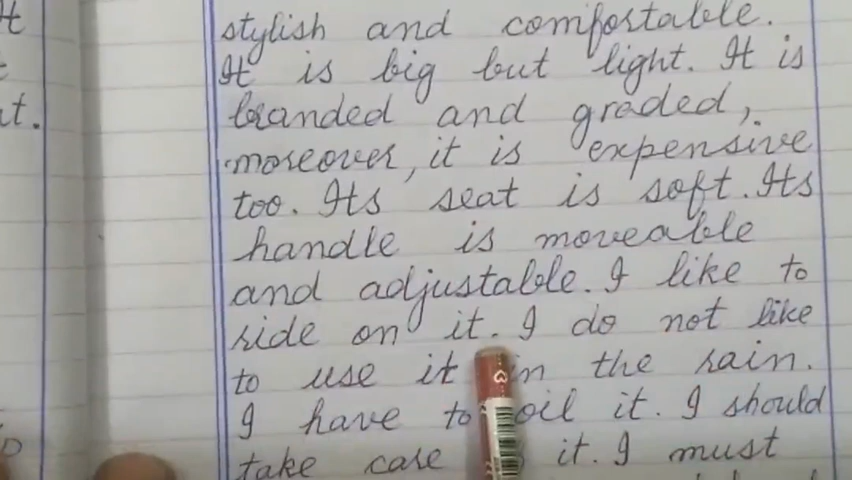 stylish and comfortable.
It is big but light. It is
branded and graded,
moreover, it is expensive
too. Its seat is soft. Its
handle is moveable
and adjustable. I like to
ride on it. I do not like
to use it in the rain.
I have to oil it. I should
take care it. I must